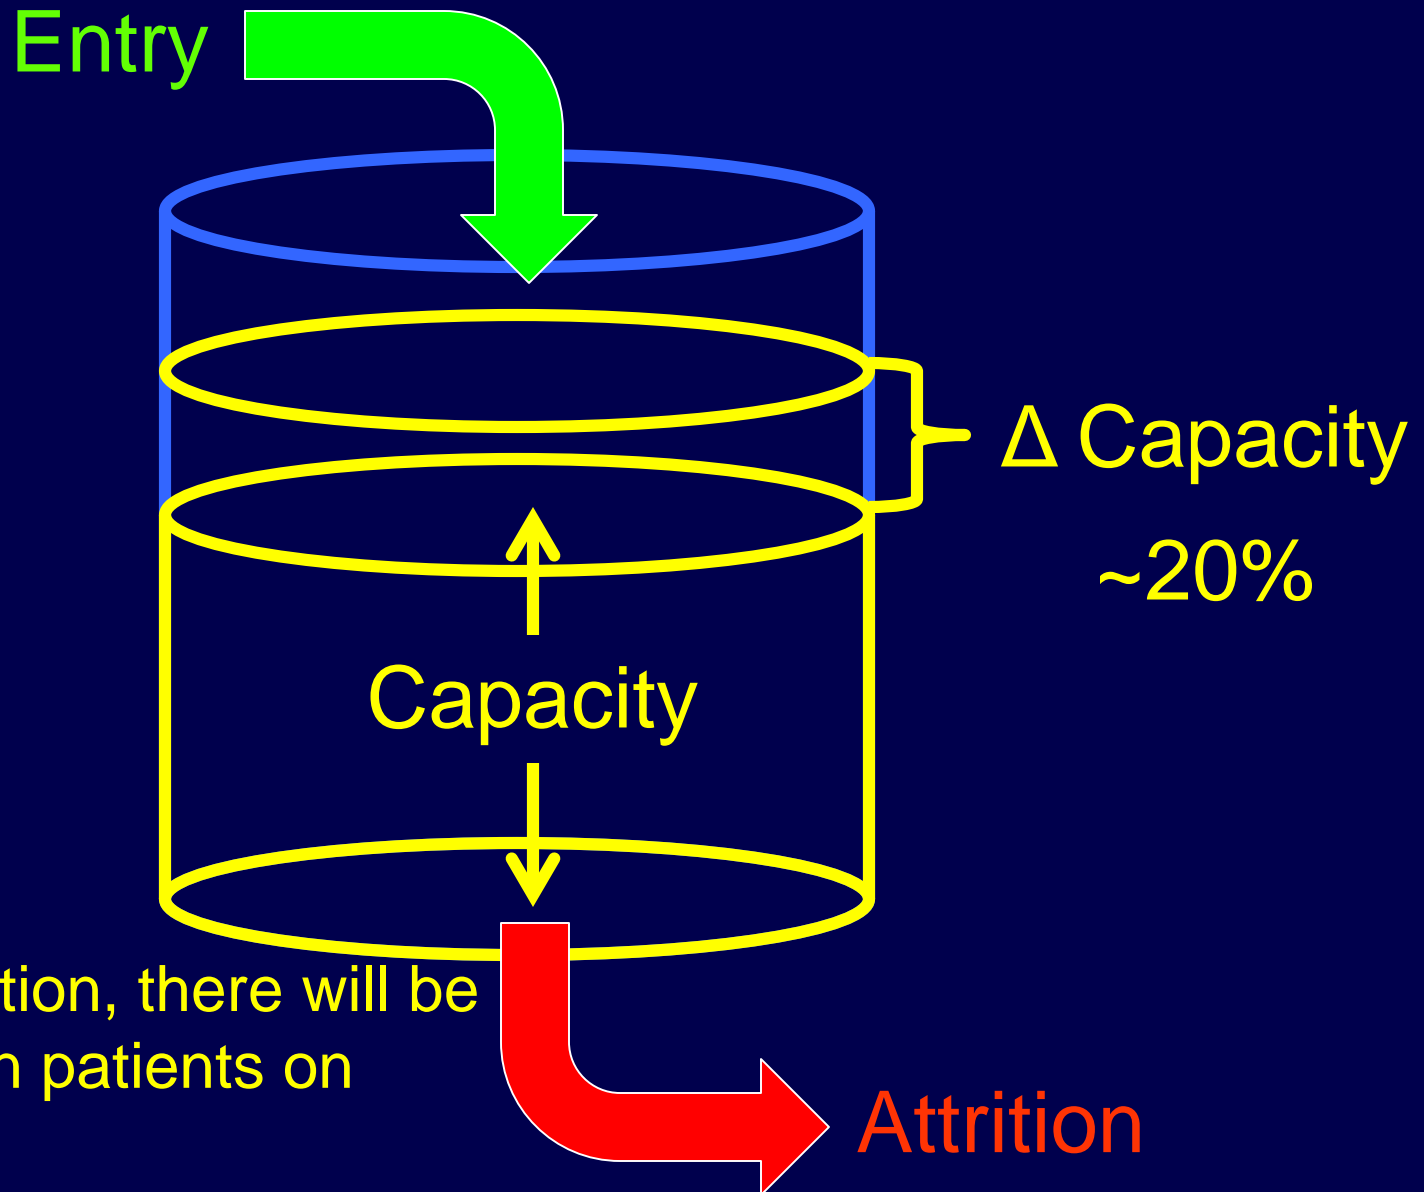 Entry
Δ Capacity
~20%
Capacity
tion, there will be
patients on
Attrition